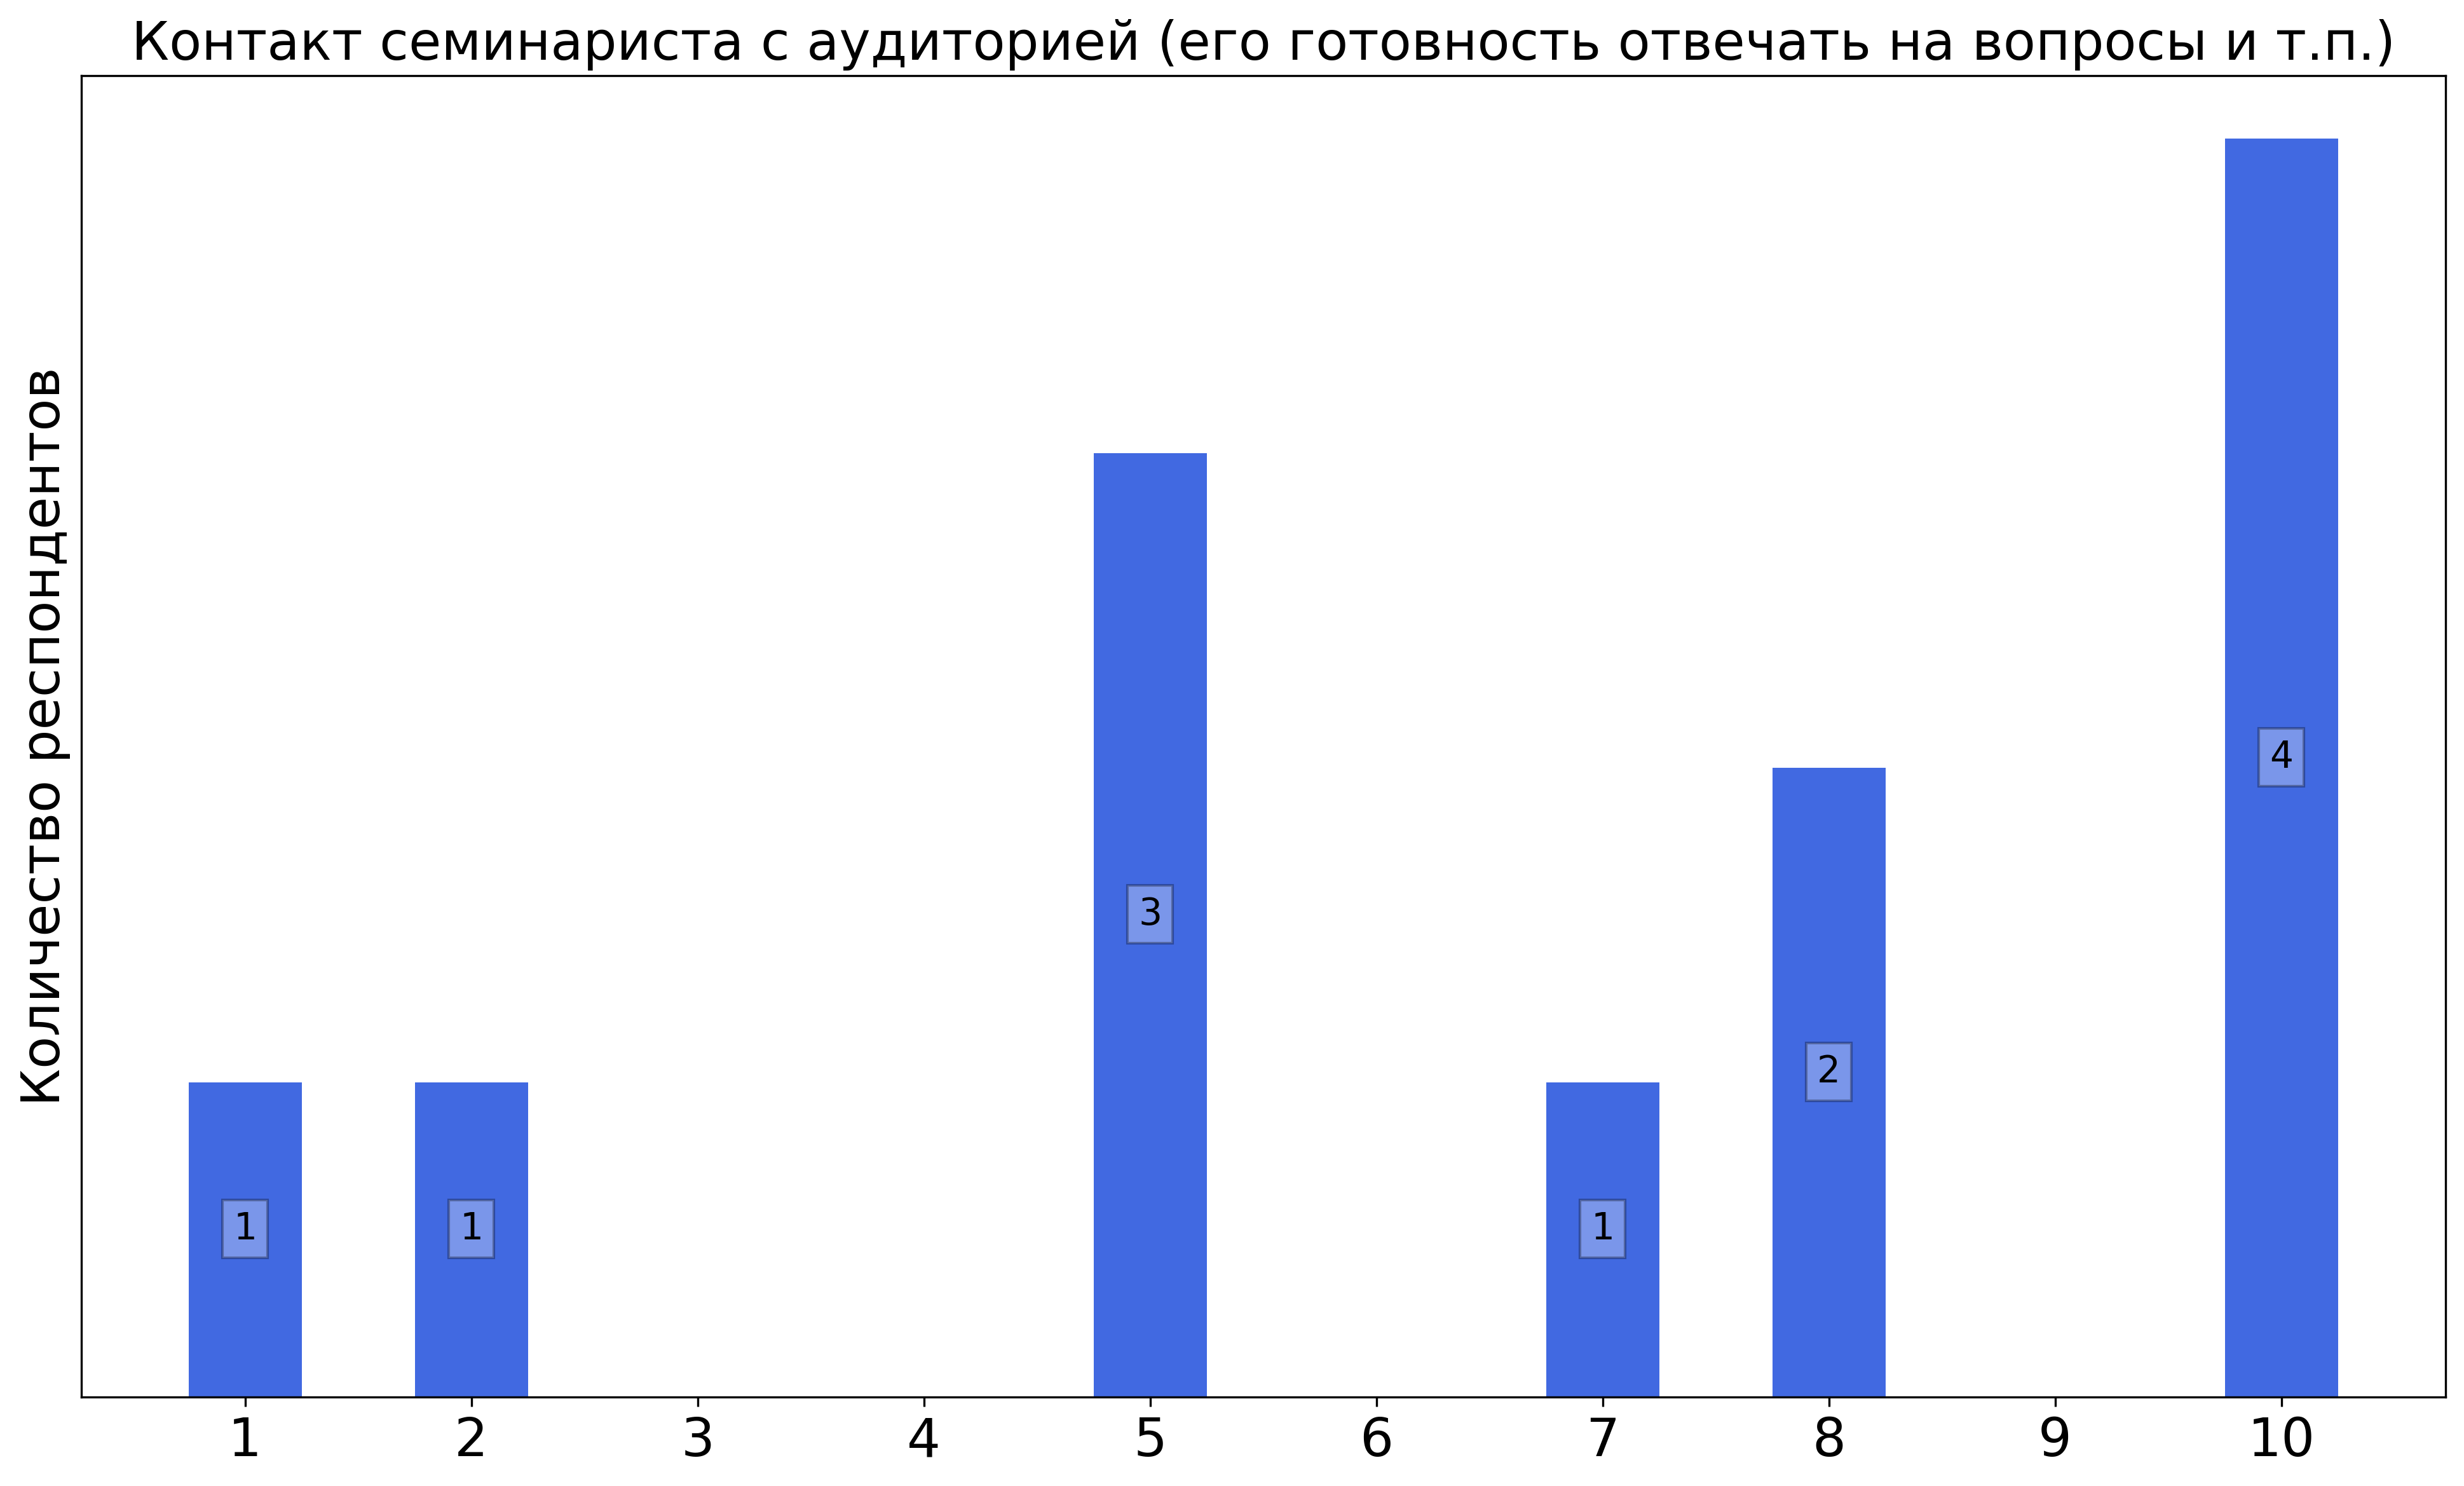 Контакт семинариста с аудиторией (его готовность отвечать на вопросы и т.п.)
Количество респондентов
1
1
3
1
2
4
1 2 3 4 5 6 7 8 9 10